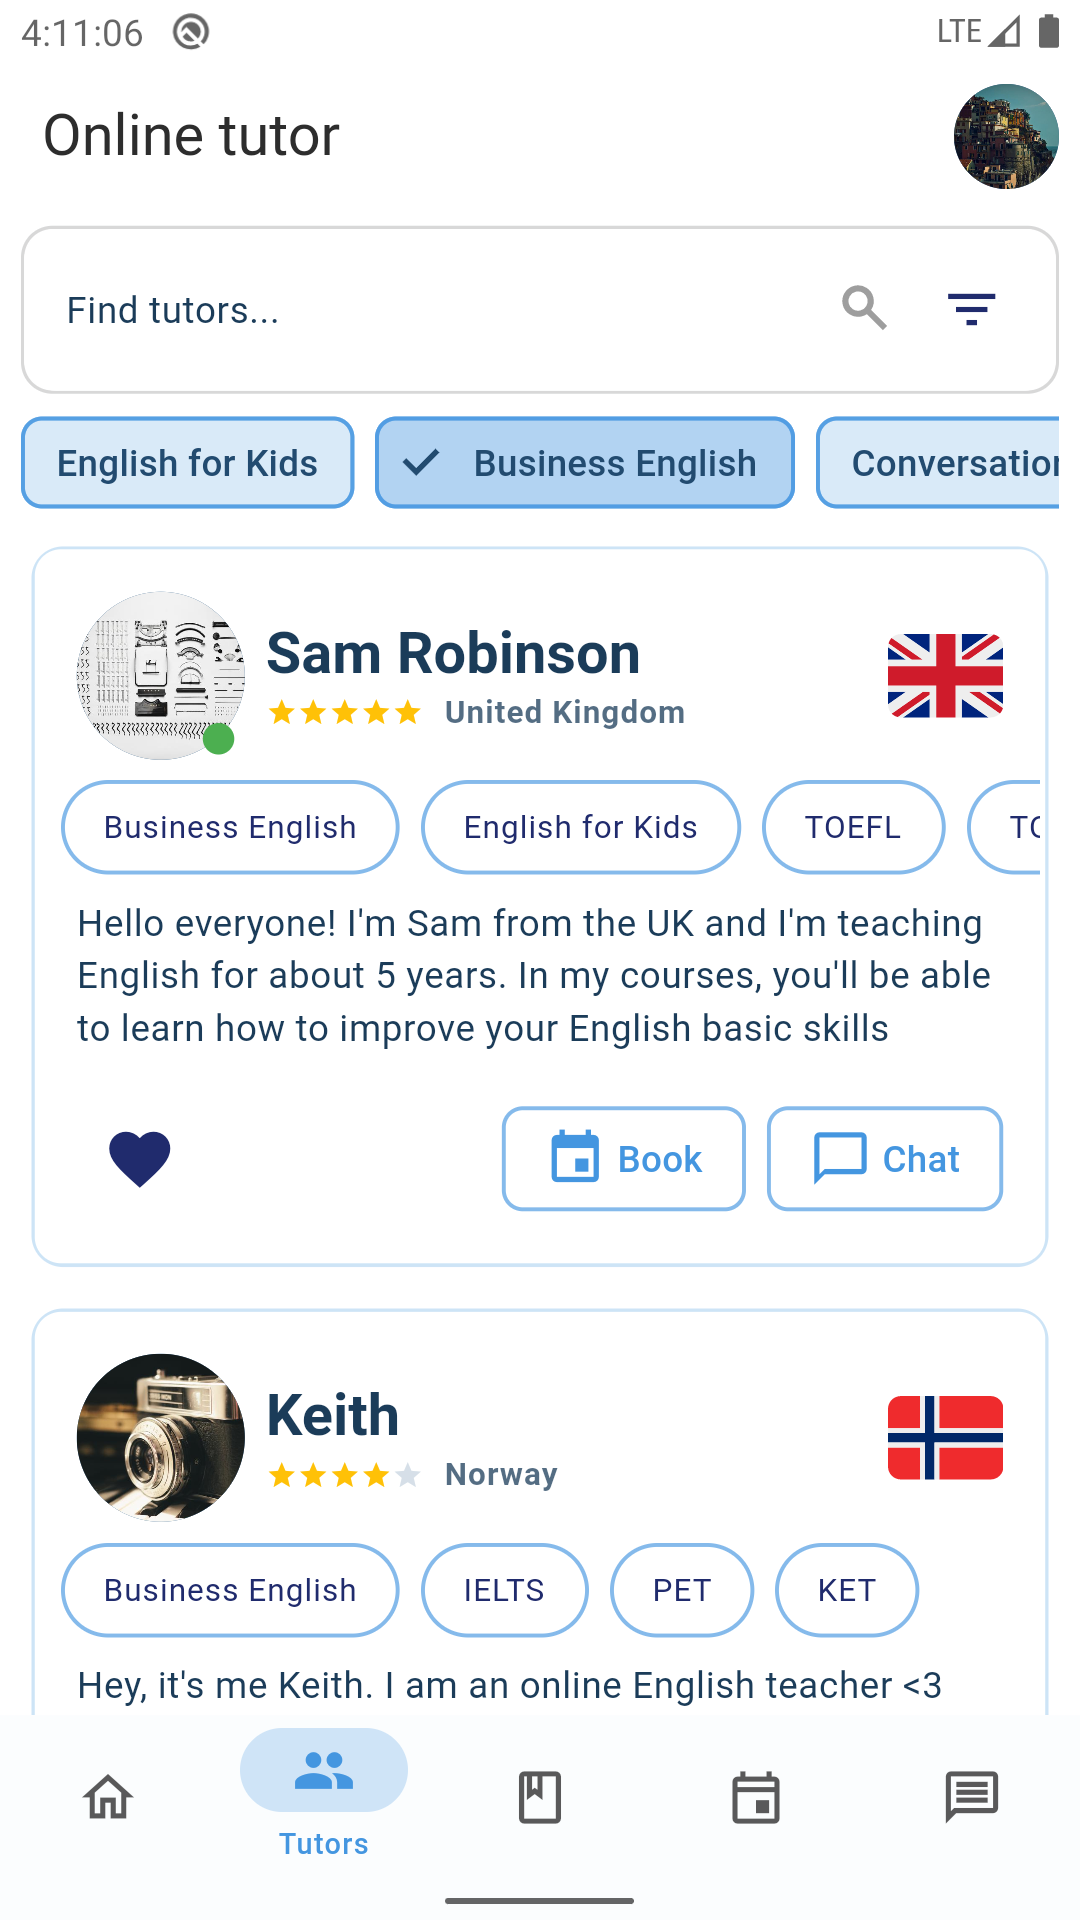 4:11:06 LTE
Online tutor
Find tutors...
English for Kids Business English Conversation
Sam Robinson
United Kingdom
Business English English for Kids TOEFL
Hello everyone! I'm Sam from the UK and I'm teaching
English for about 5 years. In my courses, you'll be able
to learn how to improve your English basic skills
Book Chat
Keith
Norway
Business English IELTS PET KET
Hey, it's me Keith. I am an online English teacher <3
Tutors